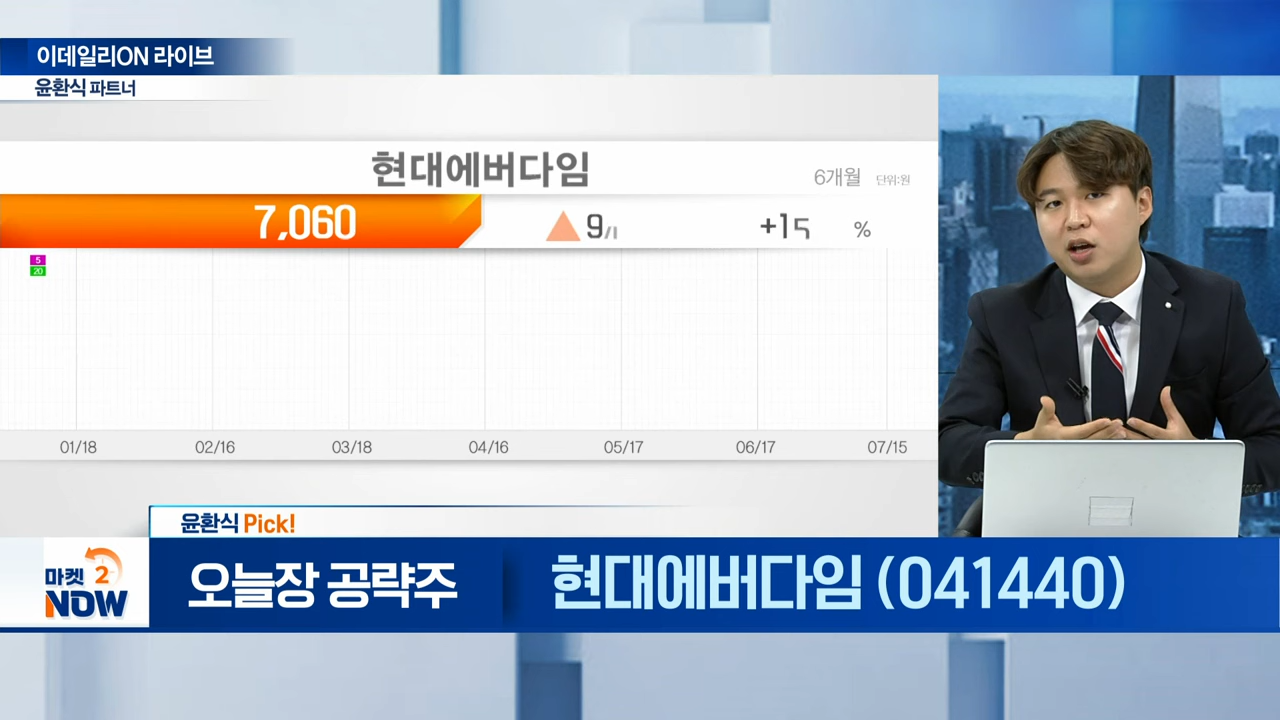 이데일리ON 라이브
윤환식 파트너
현대에버다임
6개월 단위:원
7,060
%
5
20
01/18 02/16 03/18 04/16 05/17 06/17 07/15
윤환식 Pick!
마켓 2
NOW
오늘장 공략주
현대에버다임 (041440)